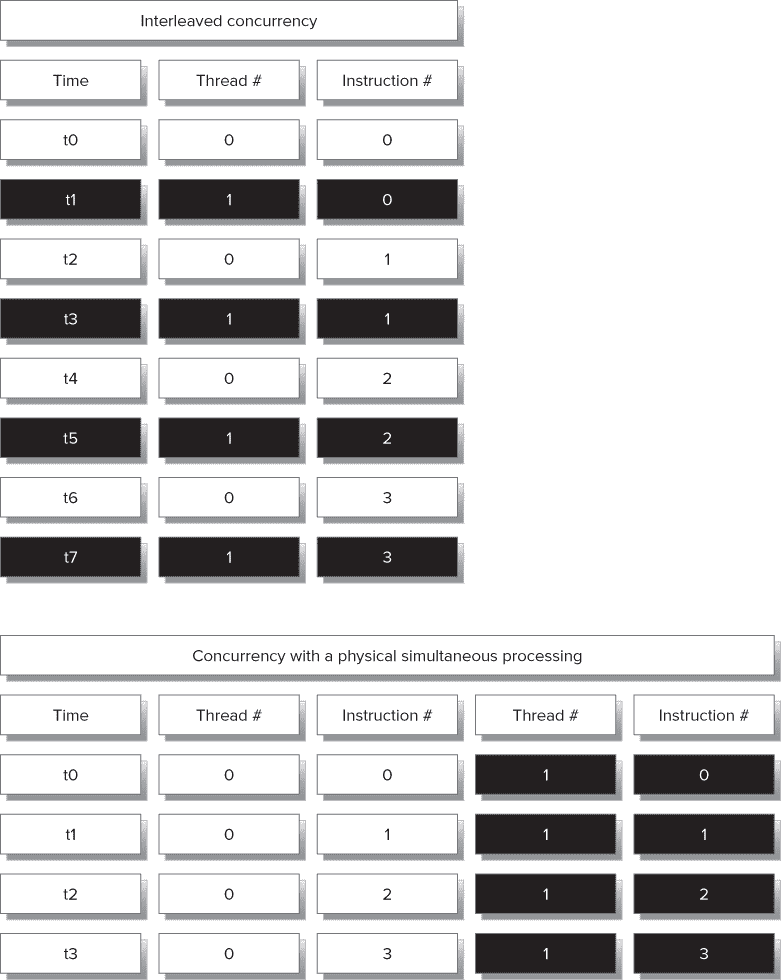 Interleaved concurrency
Time Thread # Instruction #
t0 0 0
t1 1 0
t2 0 1
t3 1 1
t4 0 2
t5 1 2
t6 0 3
t7 1 3
Concurrency with a physical simultaneous processing
Time Thread # Instruction # Thread # Instruction #
t0 0 0 1 0
t1 0 1 1 1
t2 0 2 1 2
t3 0 3 1 3